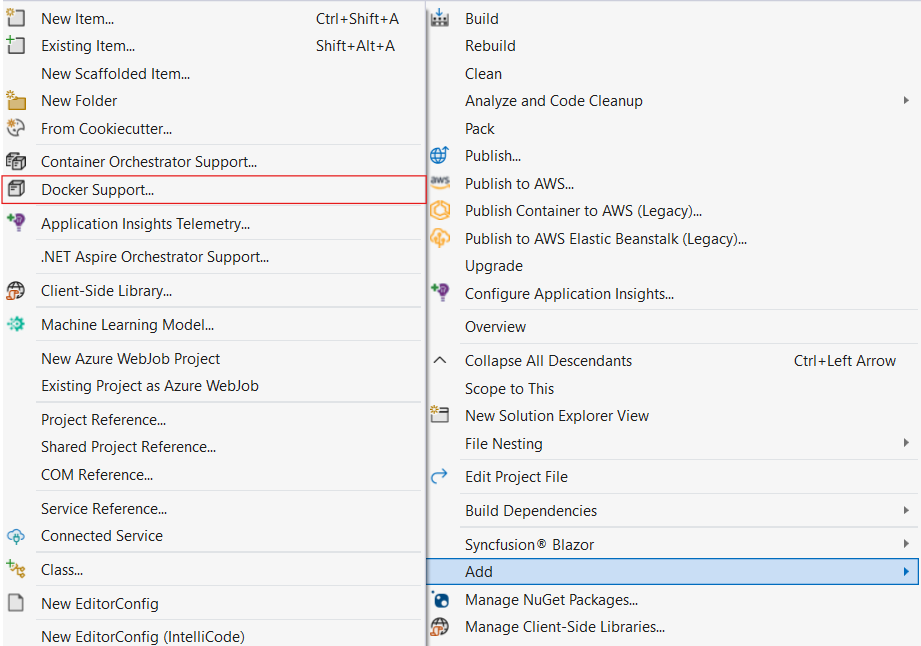 New Item... Ctrl+Shift+A
Existing Item... Shift+Alt+A
New Scaffolded Item...
New Folder
From Cookiecutter...
Container Orchestrator Support...
Docker Support...
Application Insights Telemetry...
.NET Aspire Orchestrator Support...
Client-Side Library...
Machine Learning Model...
New Azure WebJob Project
Existing Project as Azure WebJob
Project Reference...
Shared Project Reference...
COM Reference...
Service Reference...
Connected Service
Class...
New EditorConfig
New EditorConfig (IntelliCode)
Build
Rebuild
Clean
Analyze and Code Cleanup
Pack
Publish...
aws Publish to AWS...
Publish Container to AWS (Legacy)...
Publish to AWS Elastic Beanstalk (Legacy)...
Upgrade
Configure Application Insights...
Overview
Collapse All Descendants Ctrl+Left Arrow
Scope to This
New Solution Explorer View
File Nesting
Edit Project File
Build Dependencies
Syncfusion® Blazor
Add
Manage NuGet Packages...
Manage Client-Side Libraries...